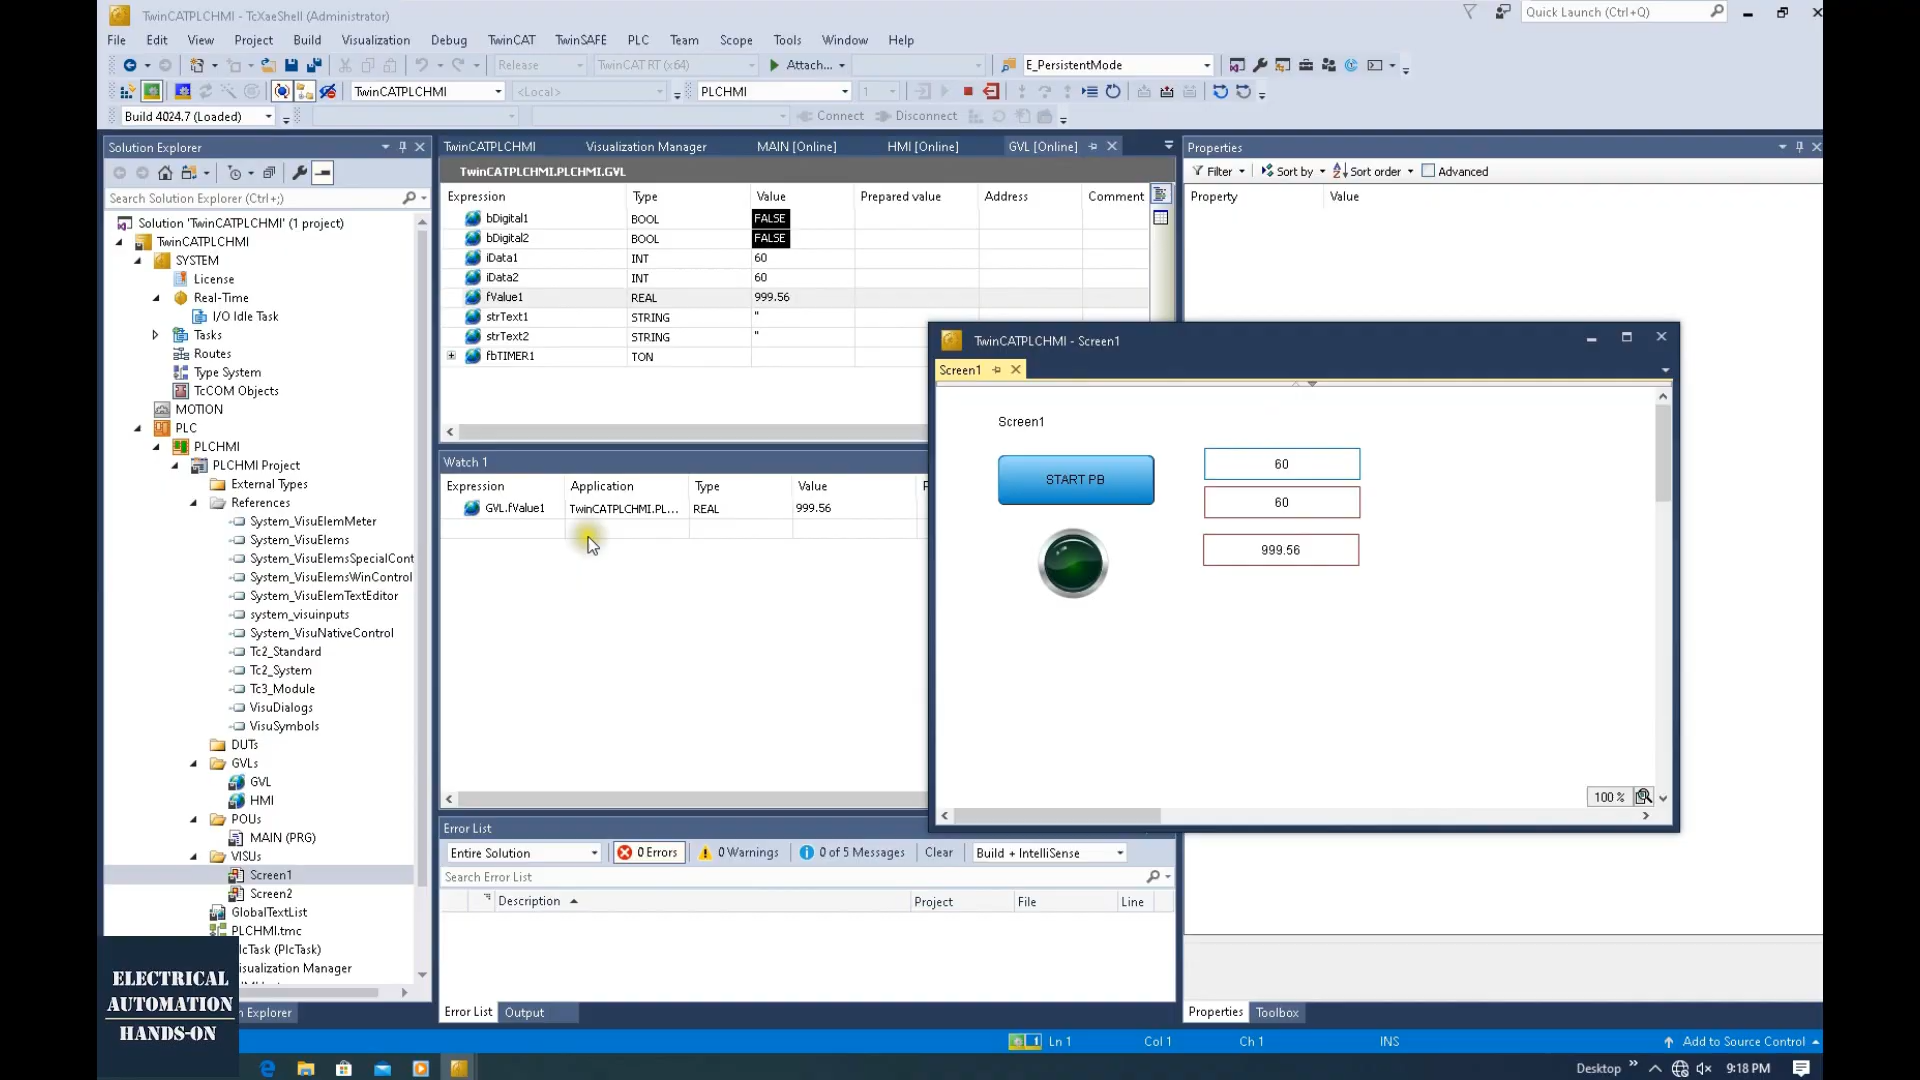 TwinCATPLCHMI - TcXaeShell (Administrator)
Quick Launch (Ctrl+Q)
File Edit View Project Build Visualization Debug TwinCAT TwinSAFE PLC Team Scope Tools Window Help
Release TwinCAT RT (x64) Attach... E_PersistentMode
TwinCATPLCHMI <Local> PLCHMI 1
Build 4024.7 (Loaded) Connect Disconnect
Solution Explorer
Search Solution Explorer (Ctrl+;)
Solution 'TwinCATPLCHMI' (1 project)
TwinCATPLCHMI
SYSTEM
License
Real-Time
I/O Idle Task
Tasks
Routes
Type System
TcCOM Objects
MOTION
PLC
PLCHMI
PLCHMI Project
External Types
References
System_VisuElemMeter
System_VisuElems
System_VisuElemsSpecialCont
System_VisuElemsWinControl
System_VisuElemTextEditor
system_visuinputs
System_VisuNativeControl
Tc2_Standard
Tc2_System
Tc3_Module
VisuDialogs
VisuSymbols
DUTs
GVLs
GVL
HMI
POUs
MAIN (PRG)
VISUs
Screen1
Screen2
GlobalTextList
PLCHMI.tmc
lcTask (PlcTask)
isualization Manager
n Explorer
ELECTRICAL
AUTOMATION
HANDS-ON
TwinCATPLCHMI Visualization Manager MAIN [Online] HMI [Online] GVL [Online]
TwinCATPLCHMI.PLCHMI.GVL
Expression Type Value Prepared value Address Comment
bDigital1 BOOL FALSE
bDigital2 BOOL FALSE
iData1 INT 60
iData2 INT 60
fValue1 REAL 999.56
strText1 STRING ''
strText2 STRING ''
fbTIMER1 TON
Watch 1
Expression Application Type Value P
GVL.fValue1 TwinCATPLCHMI.PL... REAL 999.56
Error List
Entire Solution 0 Errors 0 Warnings 0 of 5 Messages Clear Build + IntelliSense
Search Error List
Description Project File Line
Error List Output
Properties
Filter Sort by Sort order Advanced
Property Value
TwinCATPLCHMI - Screen1
Screen1
Screen1
START PB
60
60
999.56
100 %
Properties Toolbox
1 Ln 1 Col 1 Ch 1 INS Add to Source Control
Desktop 9:18 PM